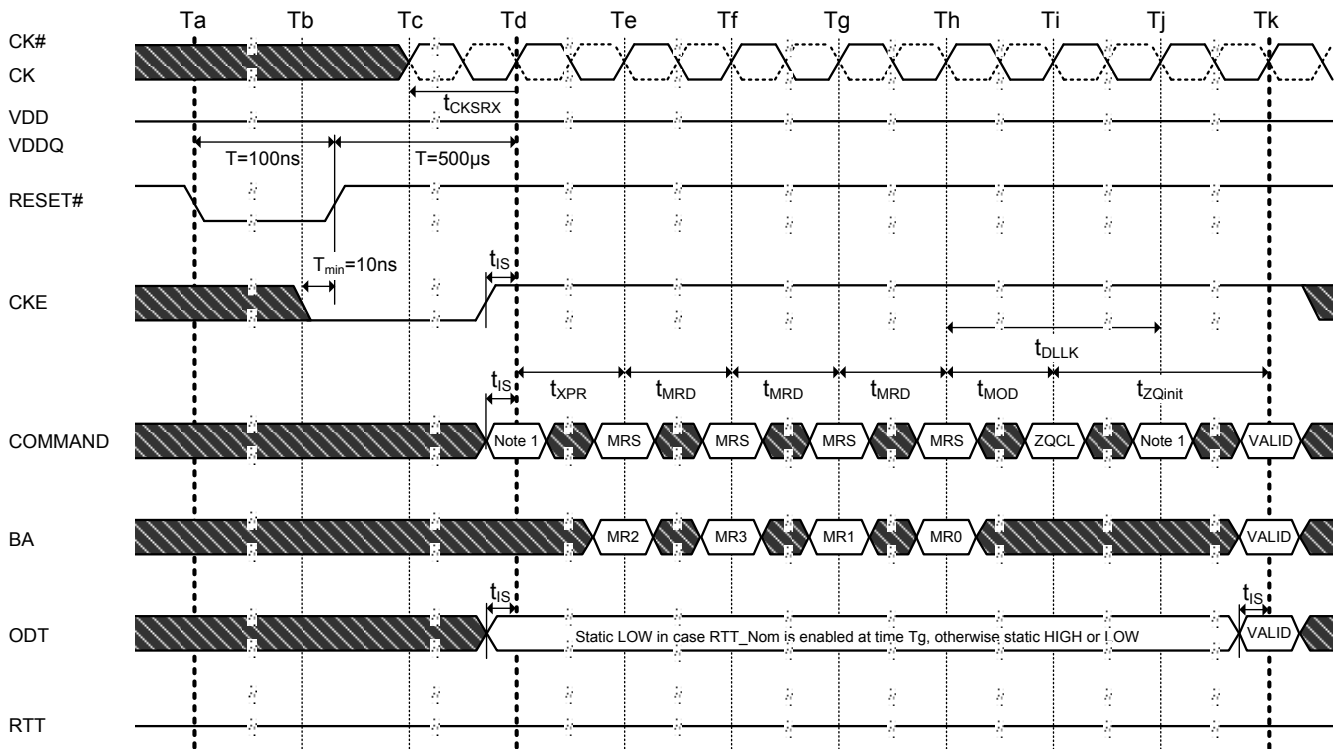 Ta Tb Tc Td Te Tf Tg Th Ti Tj Tk
CK#
CK
tCKSRX
VDD
VDDQ
T=100ns T=500µs
RESET#
Tmin=10ns tIS
CKE
tDLLK
tIS tXPR tMRD tMRD tMRD tMOD tZQinit
COMMAND Note 1 MRS MRS MRS MRS ZQCL Note 1 VALID
BA MR2 MR3 MR1 MR0 VALID
tIS tIS
ODT Static LOW in case RTT_Nom is enabled at time Tg, otherwise static HIGH or LOW VALID
RTT